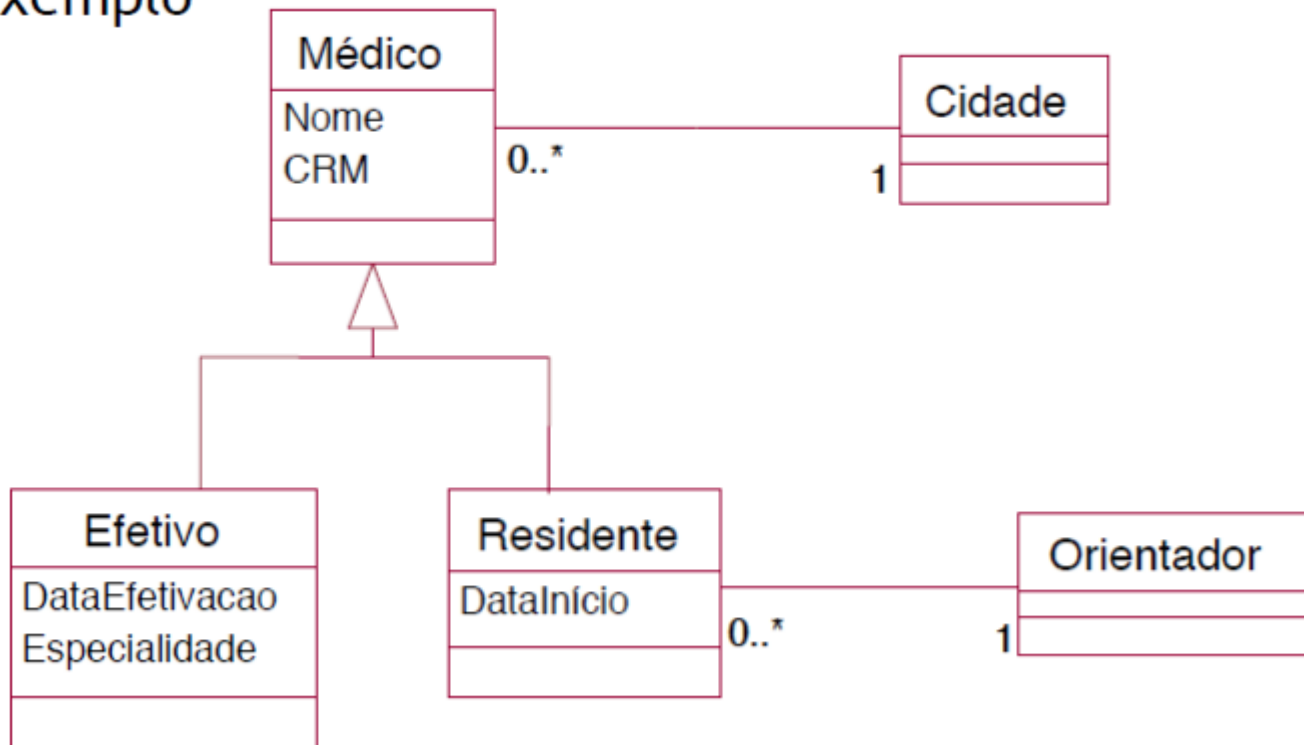 Médico
Nome
CRM
0..*
Cidade
1
Efetivo
DataEfetivacao
Especialidade
Residente
DataInício
0..*
Orientador
1